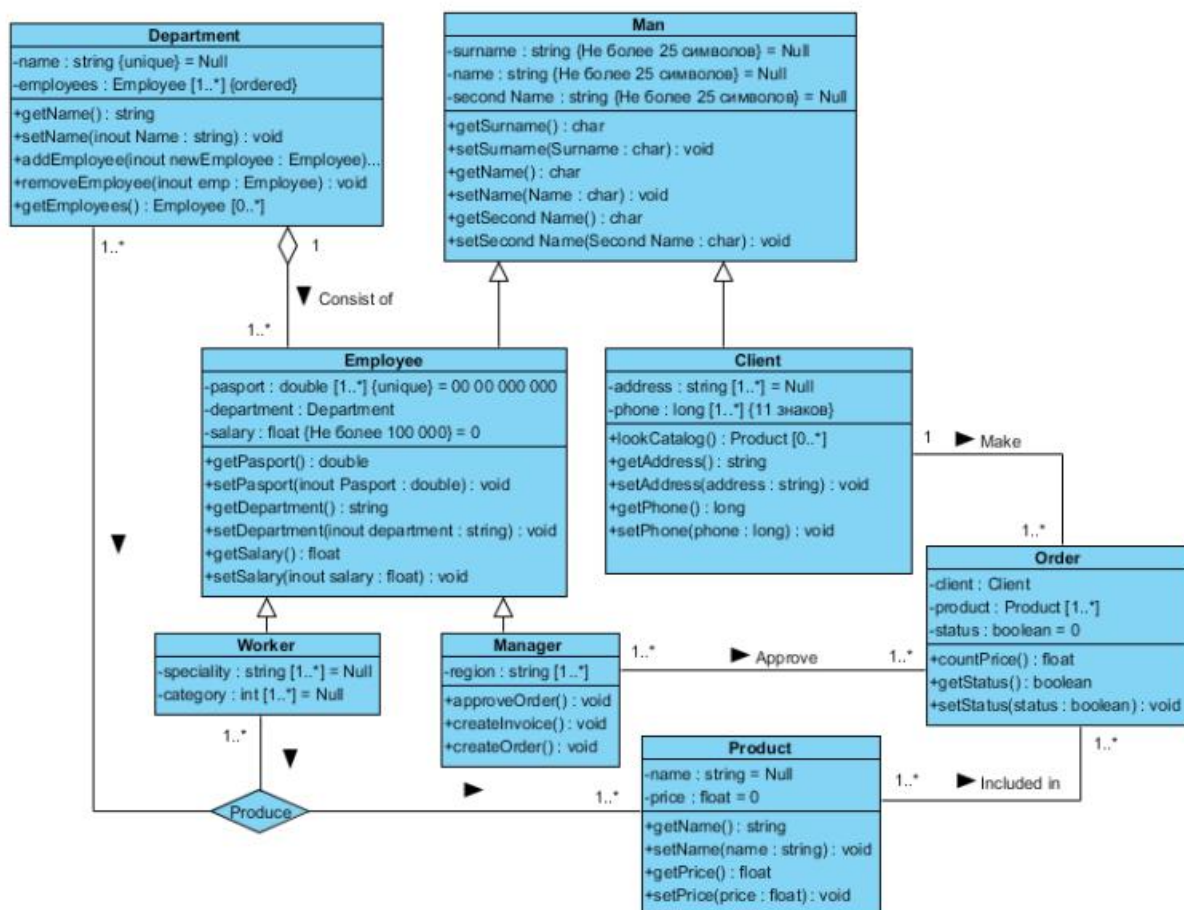 Department
-name : string {unique} = Null
-employees : Employee [1..*] {ordered}
+getName() : string
+setName(inout Name : string) : void
+addEmployee(inout newEmployee : Employee)...
+removeEmployee(inout emp : Employee) : void
+getEmployees() : Employee [0..*]
Man
-surname : string {Не более 25 символов} = Null
-name : string {Не более 25 символов} = Null
-second Name : string {Не более 25 символов} = Null
+getSurname() : char
+setSurname(Surname : char) : void
+getName() : char
+setName(Name : char) : void
+getSecond Name() : char
+setSecond Name(Second Name : char) : void
1..*
1
Consist of
1..*
Employee
-pasport : double [1..*] {unique} = 00 00 000 000
-department : Department
-salary : float {Не более 100 000} = 0
+getPasport() : double
+setPasport(inout Pasport : double) : void
+getDepartment() : string
+setDepartment(inout department : string) : void
+getSalary() : float
+setSalary(inout salary : float) : void
Client
-address : string [1..*] = Null
-phone : long [1..*] {11 знаков}
+lookCatalog() : Product [0..*]
+getAddress() : string
+setAddress(address : string) : void
+getPhone() : long
+setPhone(phone : long) : void
1
Make
1..*
Order
-client : Client
-product : Product [1..*]
-status : boolean = 0
+countPrice() : float
+getStatus() : boolean
+setStatus(status : boolean) : void
Worker
-speciality : string [1..*] = Null
-category : int [1..*] = Null
Manager
-region : string [1..*]
+approveOrder() : void
+createInvoice() : void
+createOrder() : void
1..*
Approve
1..*
1..*
Produce
1..*
Product
-name : string = Null
-price : float = 0
+getName() : string
+setName(name : string) : void
+getPrice() : float
+setPrice(price : float) : void
1..*
Included in
1..*